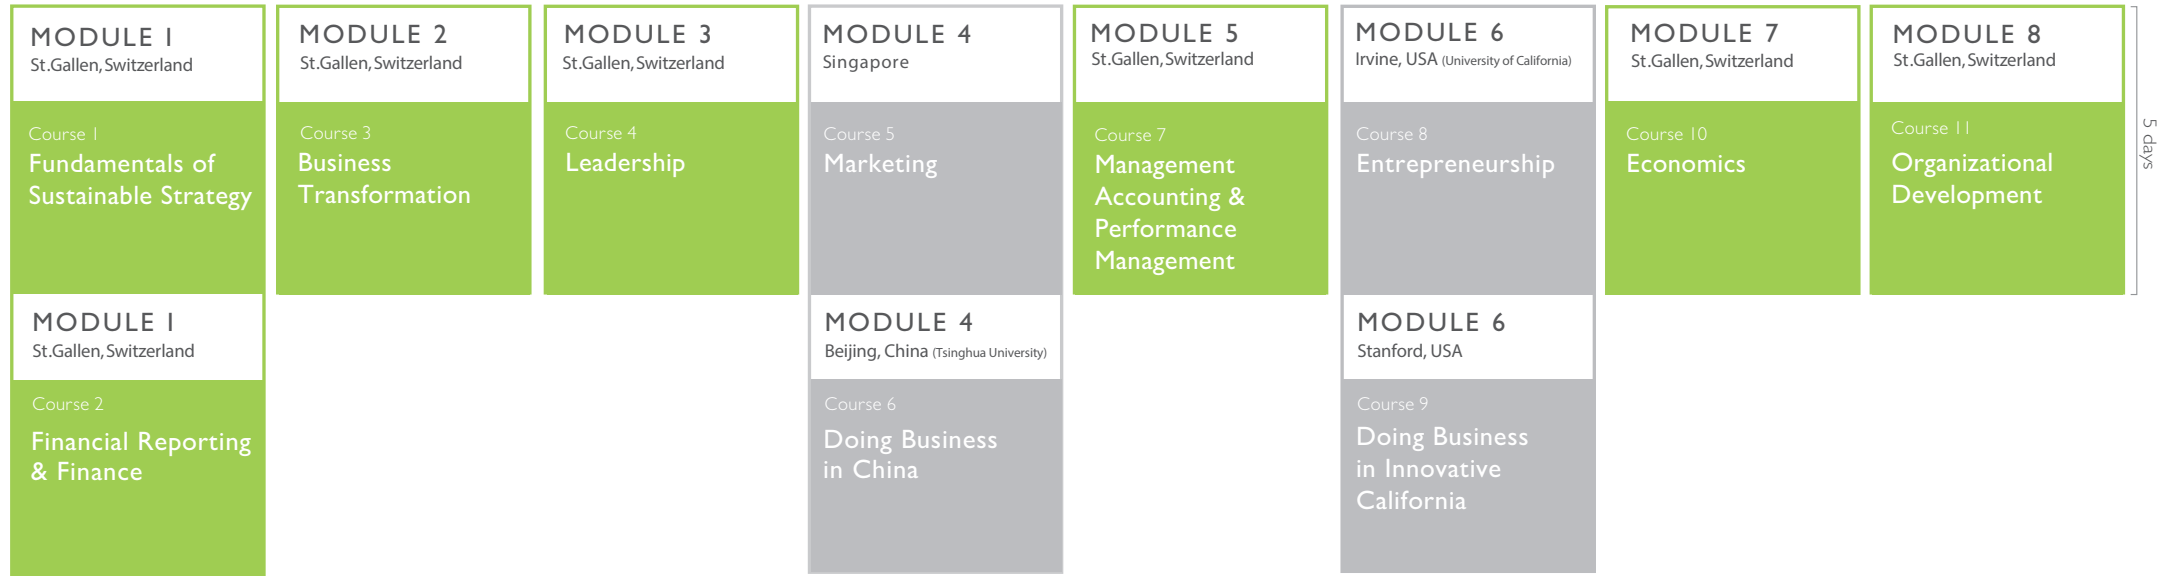 MODULE 1
St.Gallen, Switzerland
Course 1
Fundamentals of
Sustainable Strategy
MODULE 1
St.Gallen, Switzerland
Course 2
Financial Reporting
& Finance
MODULE 2
St.Gallen, Switzerland
Course 3
Business
Transformation
MODULE 3
St.Gallen, Switzerland
Course 4
Leadership
MODULE 4
Singapore
Course 5
Marketing
MODULE 4
Beijing, China (Tsinghua University)
Course 6
Doing Business
in China
MODULE 5
St.Gallen, Switzerland
Course 7
Management
Accounting &
Performance
Management
MODULE 6
Irvine, USA (University of California)
Course 8
Entrepreneurship
MODULE 6
Stanford, USA
Course 9
Doing Business
in Innovative
California
MODULE 7
St.Gallen, Switzerland
Course 10
Economics
MODULE 8
St.Gallen, Switzerland
Course 11
Organizational
Development
5 days